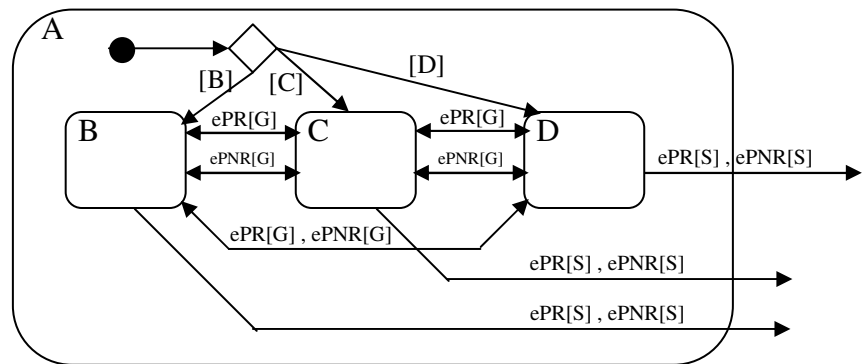 A
[B]
[C]
[D]
B
ePR[G]
C
ePR[G]
D
ePNR[G]
ePNR[G]
ePR[S] , ePNR[S]
ePR[G] , ePNR[G]
ePR[S] , ePNR[S]
ePR[S] , ePNR[S]